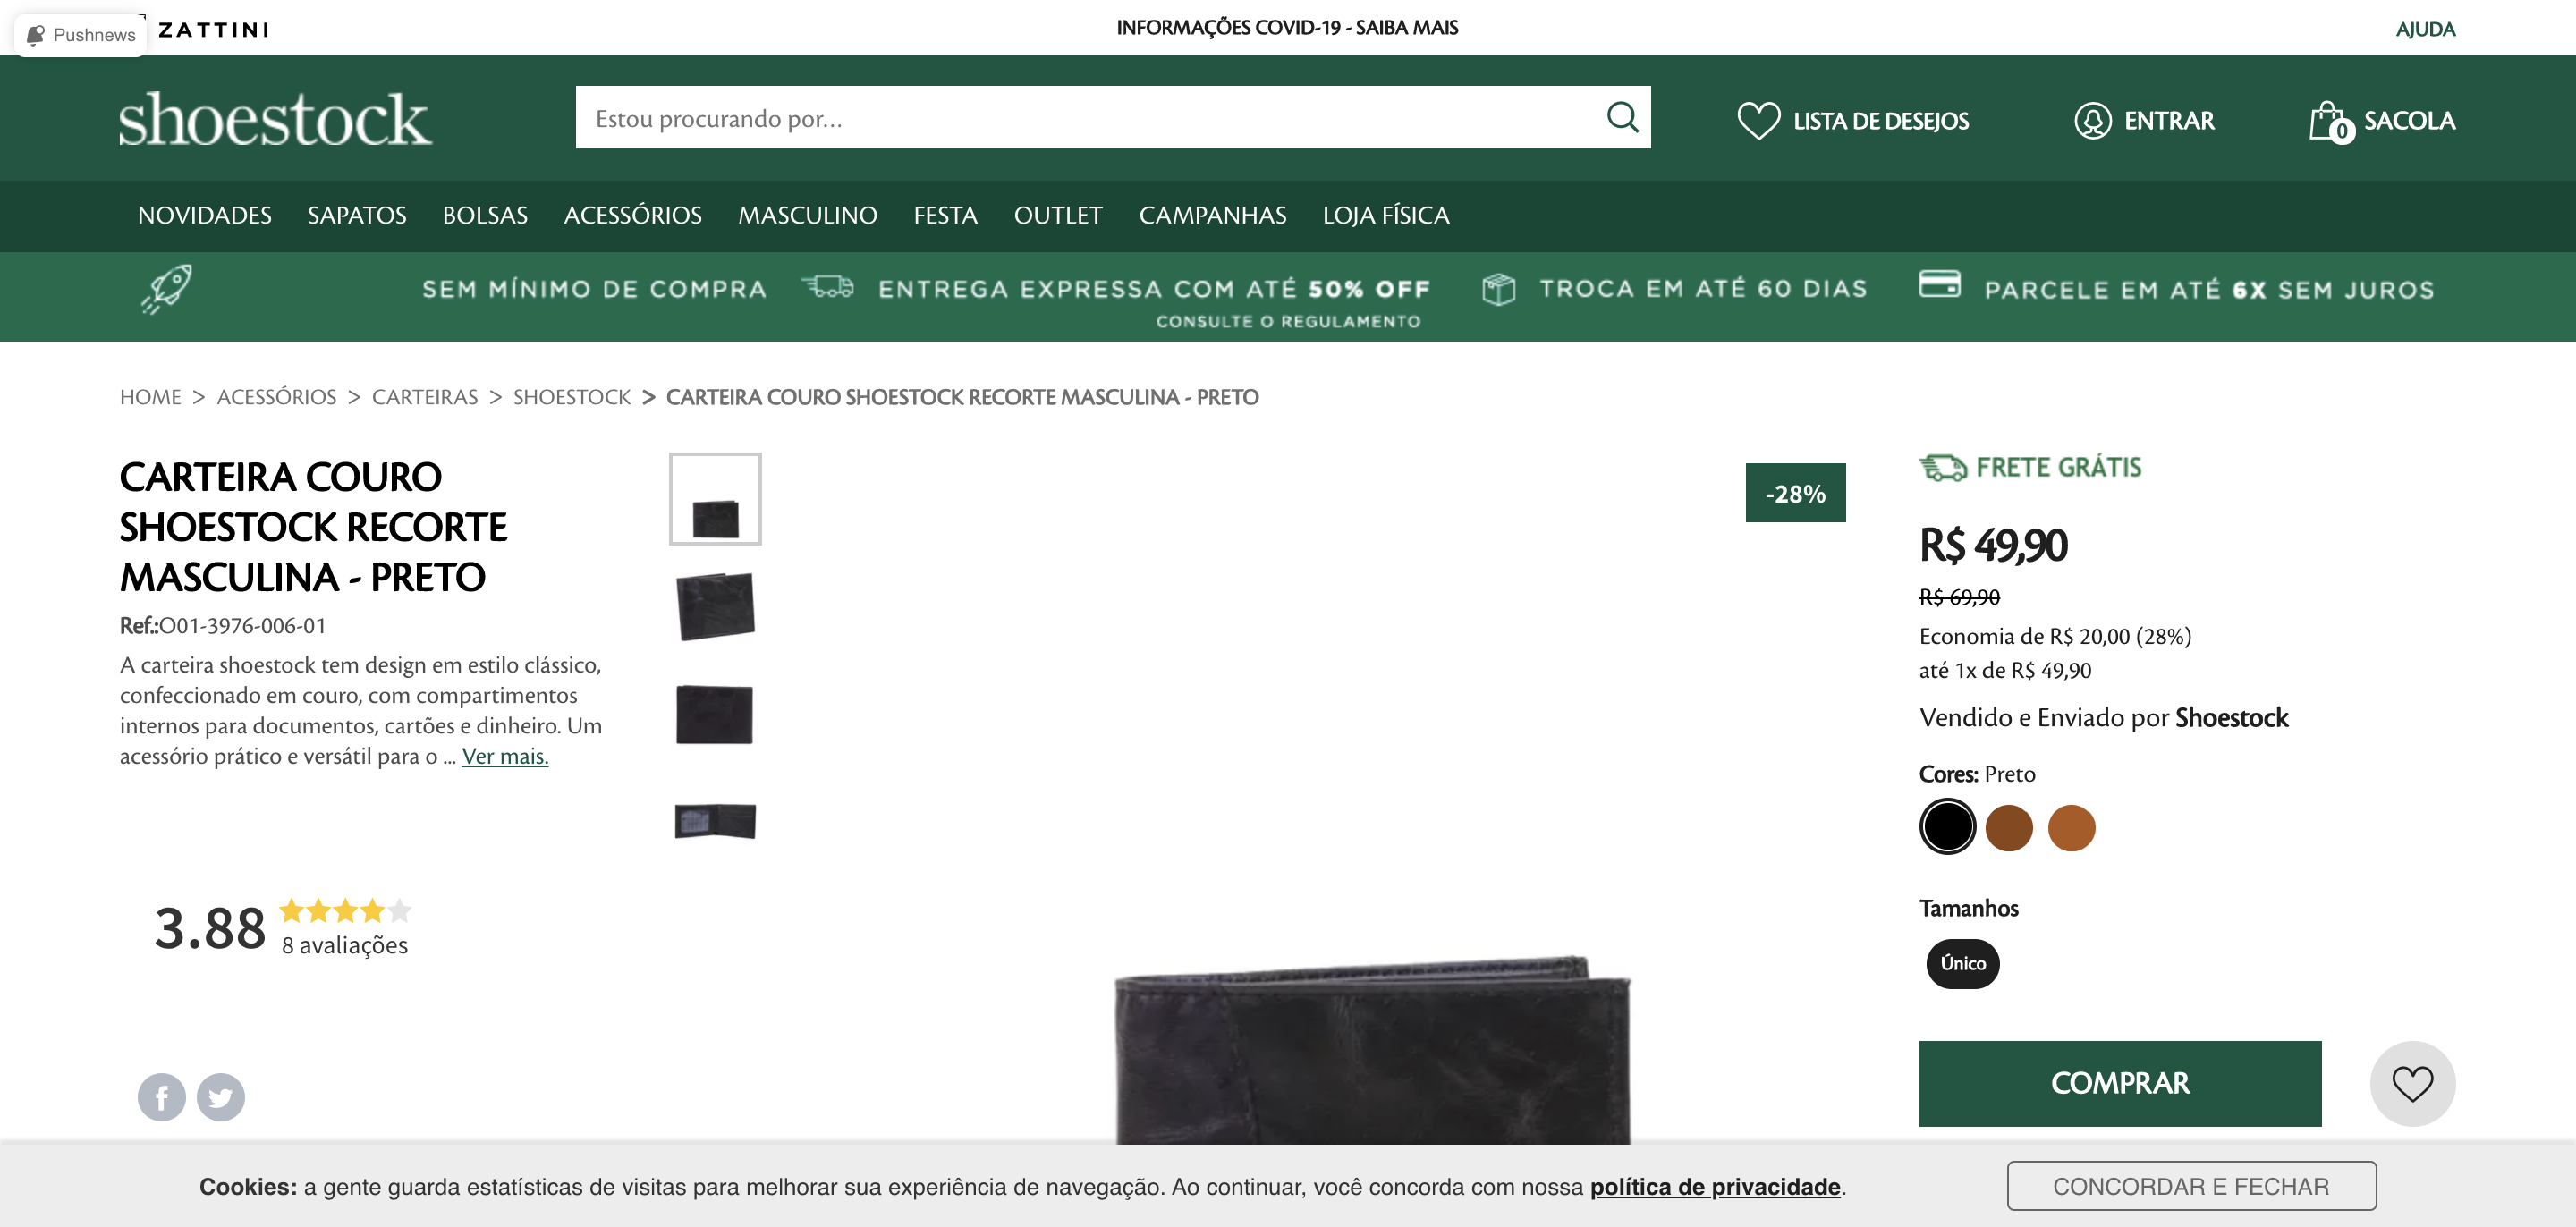 Pushnews
ZATTINI
INFORMAÇÕES COVID-19 - SAIBA MAIS
AJUDA
shoestock
Estou procurando por...
LISTA DE DESEJOS
ENTRAR
0
SACOLA
NOVIDADES
SAPATOS
BOLSAS
ACESSÓRIOS
MASCULINO
FESTA
OUTLET
CAMPANHAS
LOJA FÍSICA
SEM MÍNIMO DE COMPRA
ENTREGA EXPRESSA COM ATÉ 50% OFF
CONSULTE O REGULAMENTO
TROCA EM ATÉ 60 DIAS
PARCELE EM ATÉ 6X SEM JUROS
HOME > ACESSÓRIOS > CARTEIRAS > SHOESTOCK > CARTEIRA COURO SHOESTOCK RECORTE MASCULINA - PRETO
CARTEIRA COURO
SHOESTOCK RECORTE
MASCULINA - PRETO
Ref.:O01-3976-006-01
A carteira shoestock tem design em estilo clássico,
confeccionado em couro, com compartimentos
internos para documentos, cartões e dinheiro. Um
acessório prático e versátil para o ... Ver mais.
3.88
8 avaliações
-28%
FRETE GRÁTIS
R$ 49,90
R$ 69,90
Economia de R$ 20,00 (28%)
até 1x de R$ 49,90
Vendido e Enviado por Shoestock
Cores: Preto
Tamanhos
Único
COMPRAR
Cookies: a gente guarda estatísticas de visitas para melhorar sua experiência de navegação. Ao continuar, você concorda com nossa política de privacidade.
CONCORDAR E FECHAR